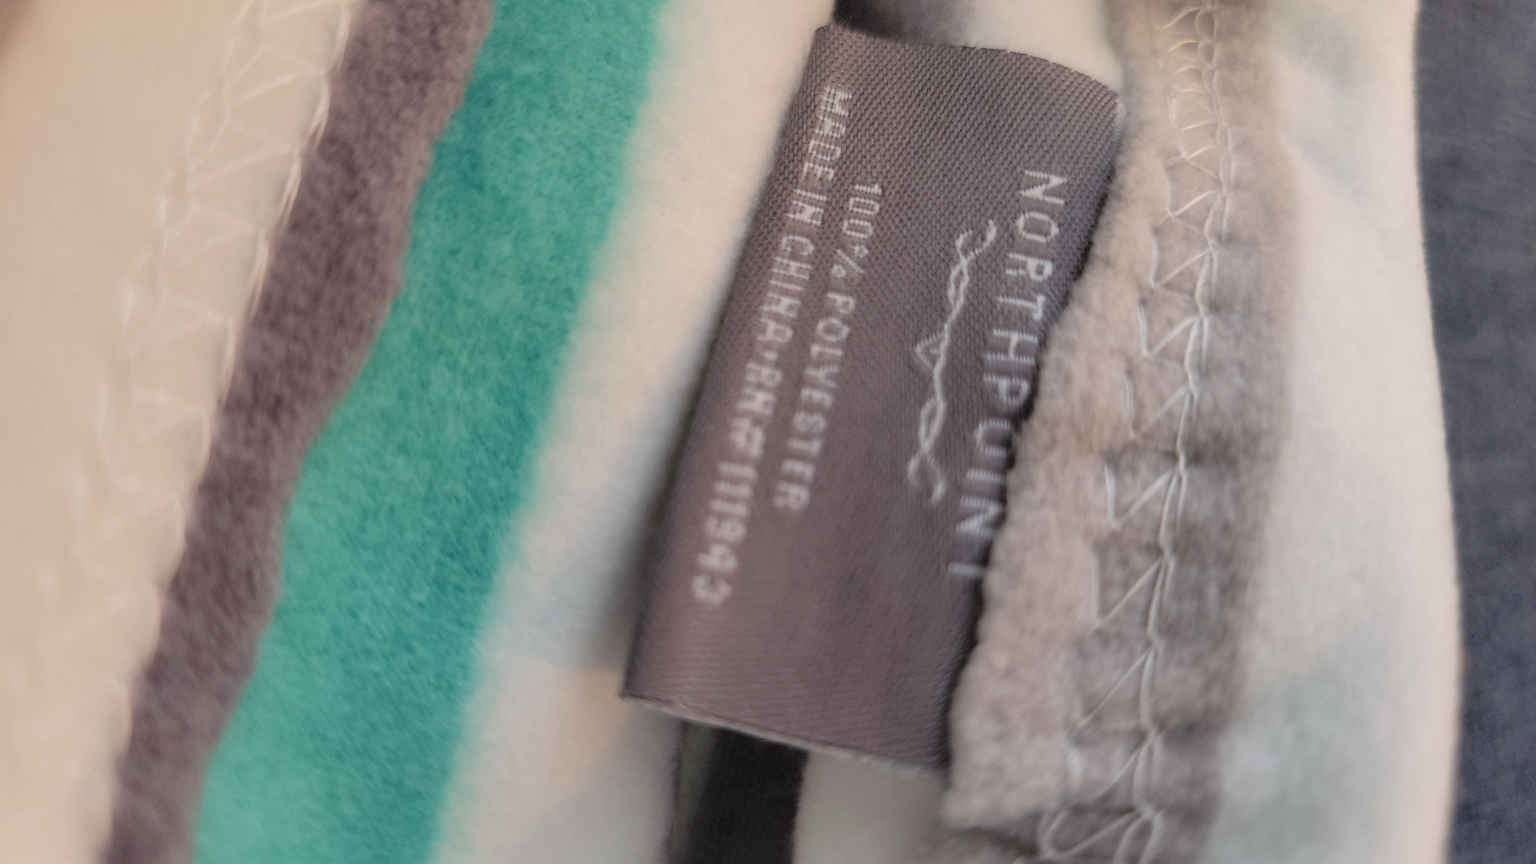 NORTHPOINT
100% POLYESTER
MADE IN CHINA·RN#111943